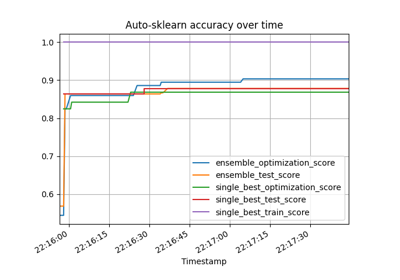 Auto-sklearn accuracy over time
1.0
0.9
0.8
0.7
0.6
ensemble_optimization_score
ensemble_test_score
single_best_optimization_score
single_best_test_score
single_best_train_score
22:16:00
22:16:15
22:16:30
22:16:45
22:17:00
22:17:15
22:17:30
Timestamp